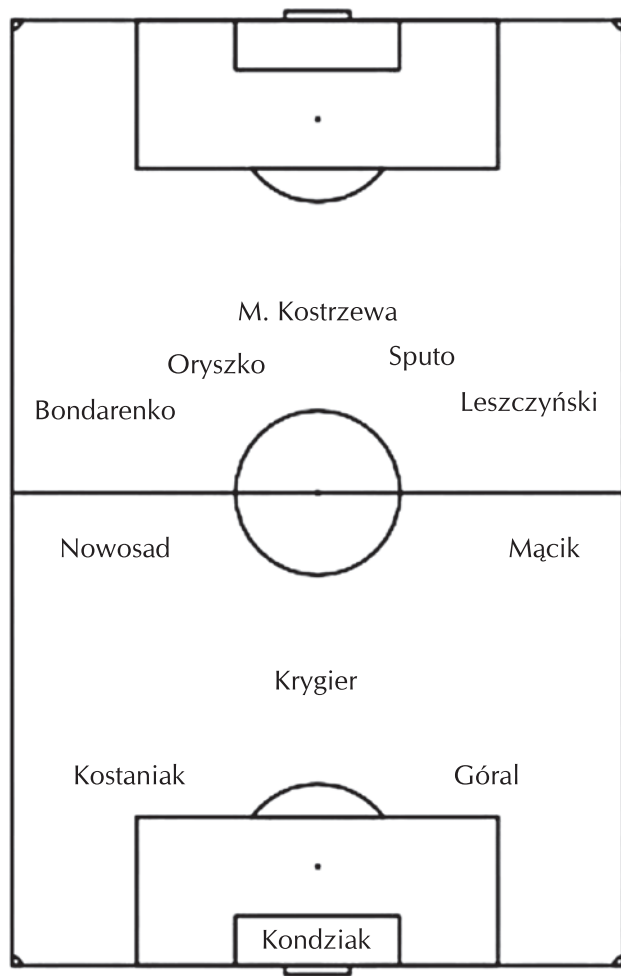 M. Kostrzewa
Oryszko
Sputo
Bondarenko
Leszczyński
Nowosad
Mącik
Krygier
Kostaniak
Góral
Kondziak